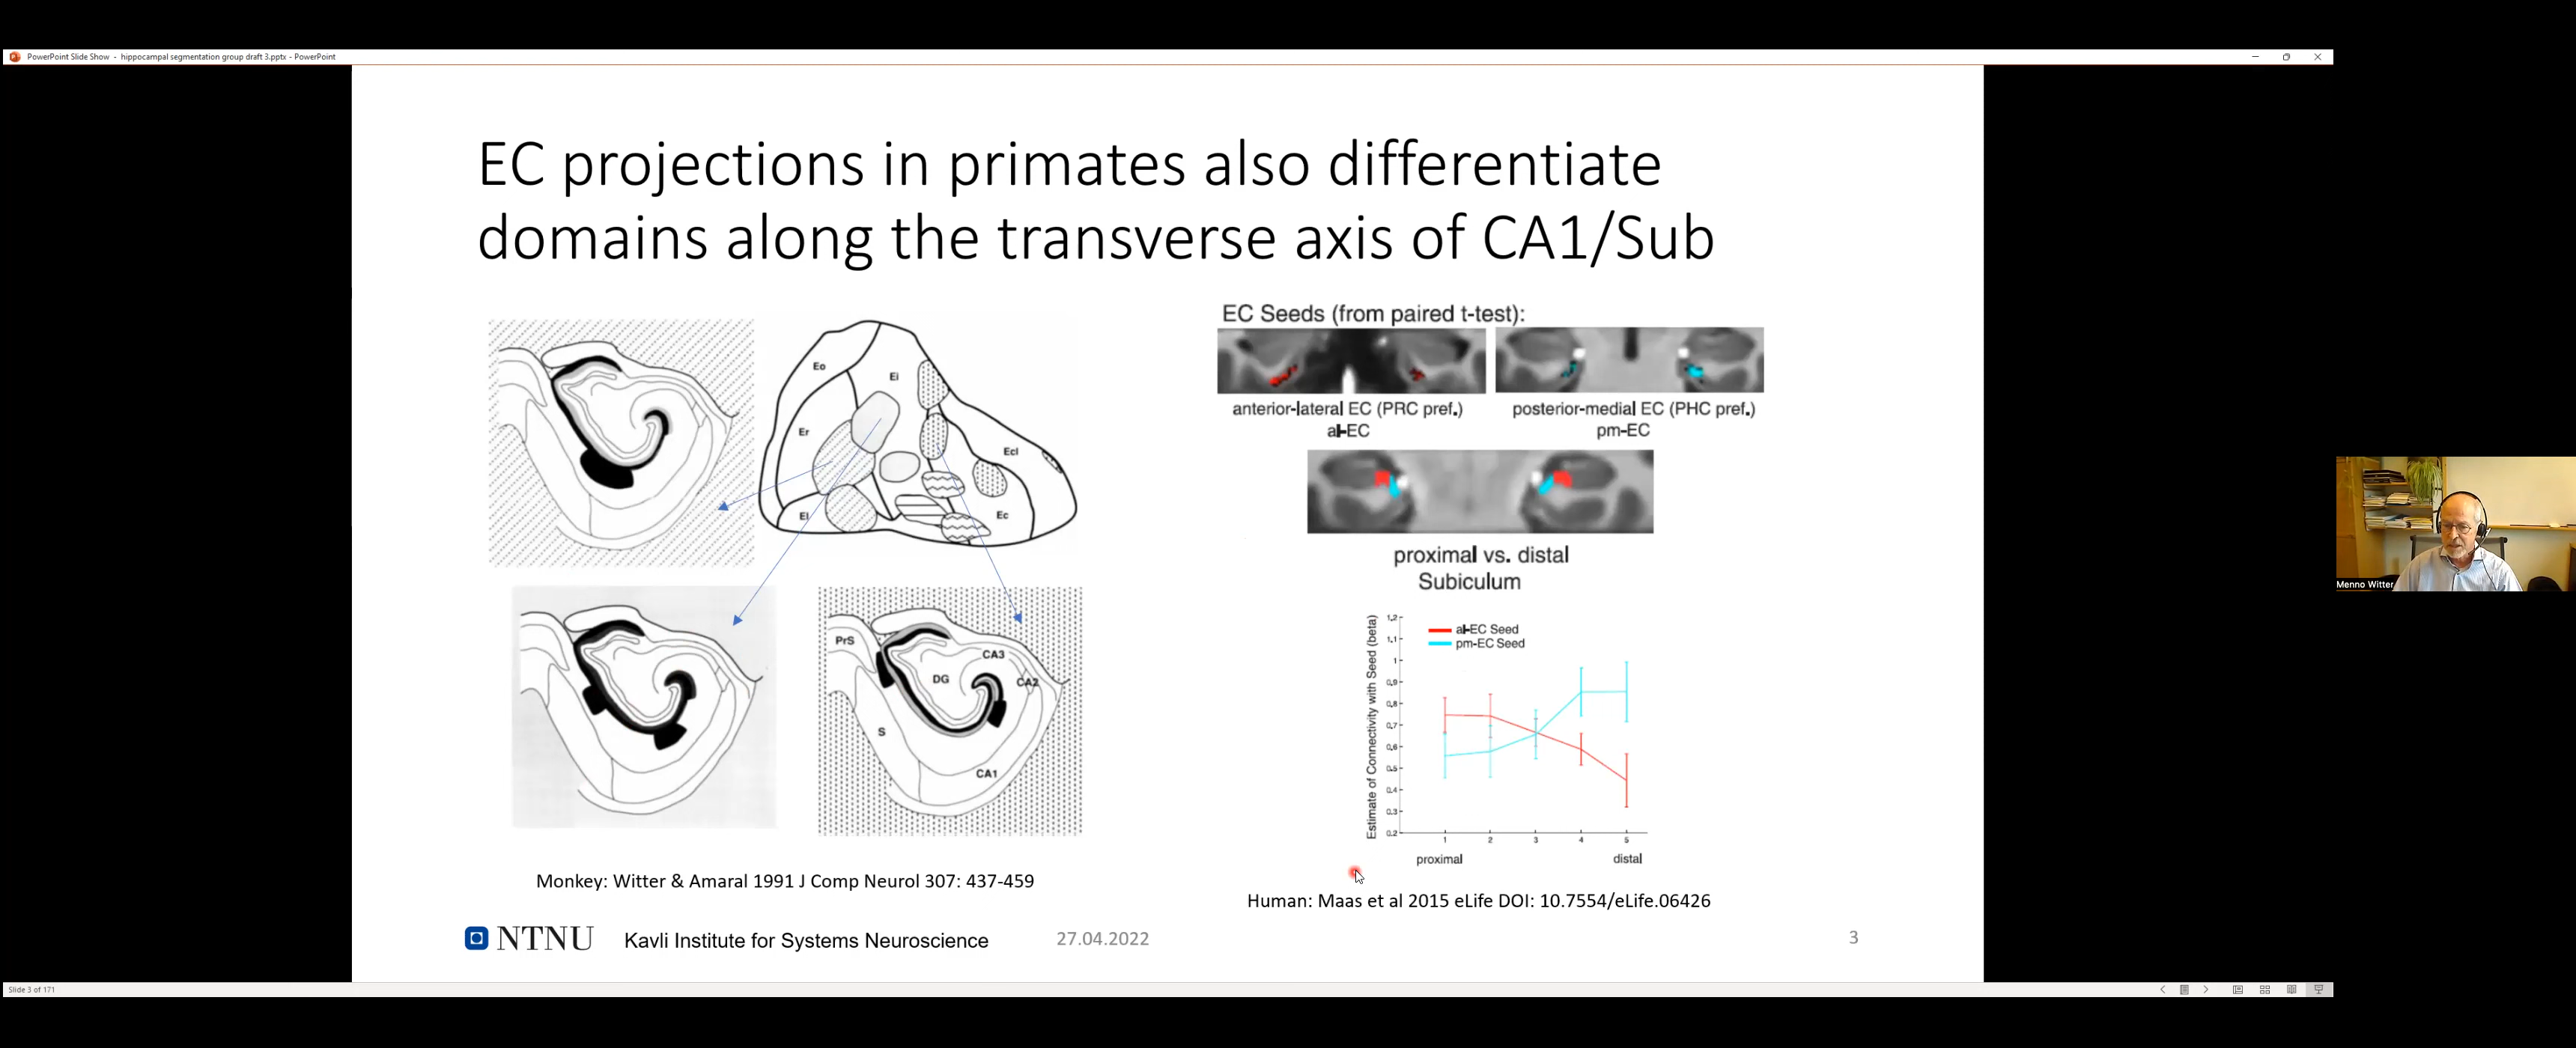 PowerPoint Slide Show - hippocampal segmentation group draft 3.pptx - PowerPoint
EC projections in primates also differentiate
domains along the transverse axis of CA1/Sub
Eo
Ei
Er
Ecl
El
Ec
PrS
CA3
DG
CA2
S
CA1
Monkey: Witter & Amaral 1991 J Comp Neurol 307: 437-459
EC Seeds (from paired t-test):
anterior-lateral EC (PRC pref.)
al-EC
posterior-medial EC (PHC pref.)
pm-EC
proximal vs. distal
Subiculum
Estimate of Connectivity with Seed (beta)
1.2
1.1
1
0.9
0.8
0.7
0.6
0.5
0.4
0.3
0.2
al-EC Seed
pm-EC Seed
1 2 3 4 5
proximal distal
Human: Maas et al 2015 eLife DOI: 10.7554/eLife.06426
NTNU Kavli Institute for Systems Neuroscience 27.04.2022 3
Menno Witter
Slide 3 of 171